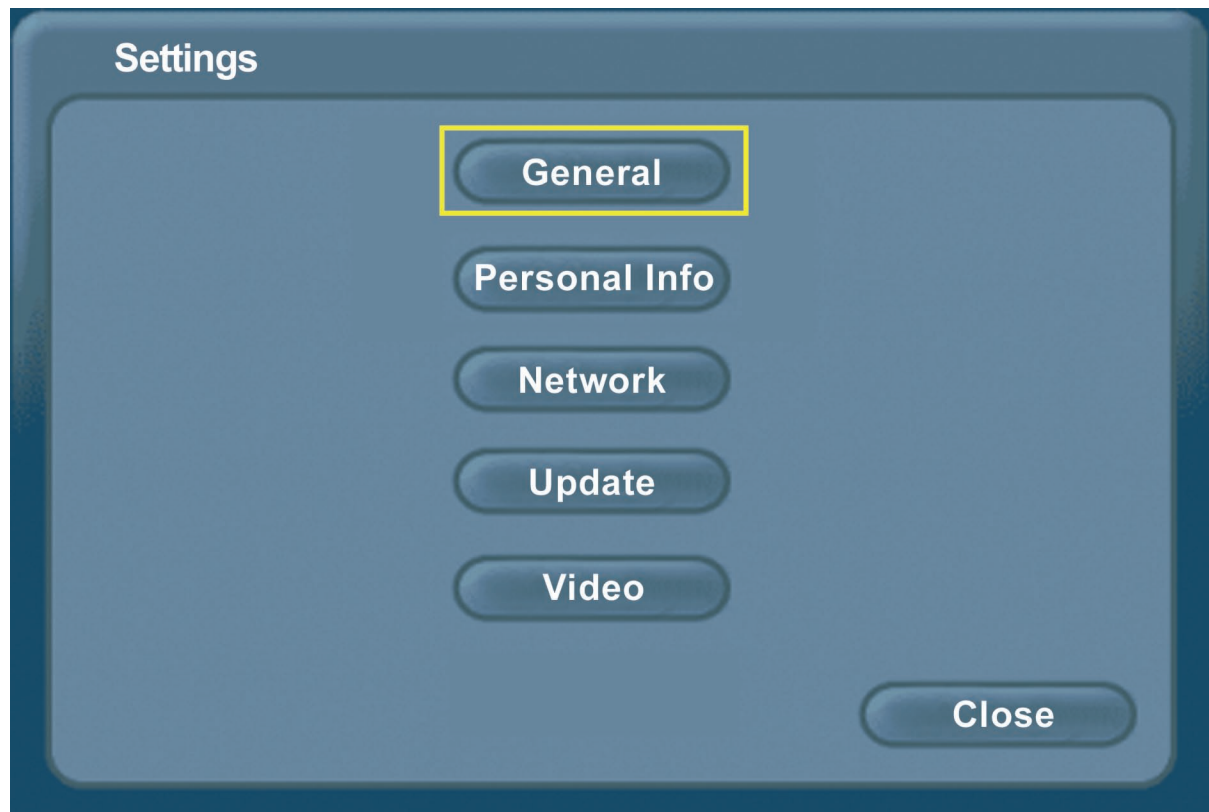 Settings
General
Personal Info
Network
Update
Video
Close